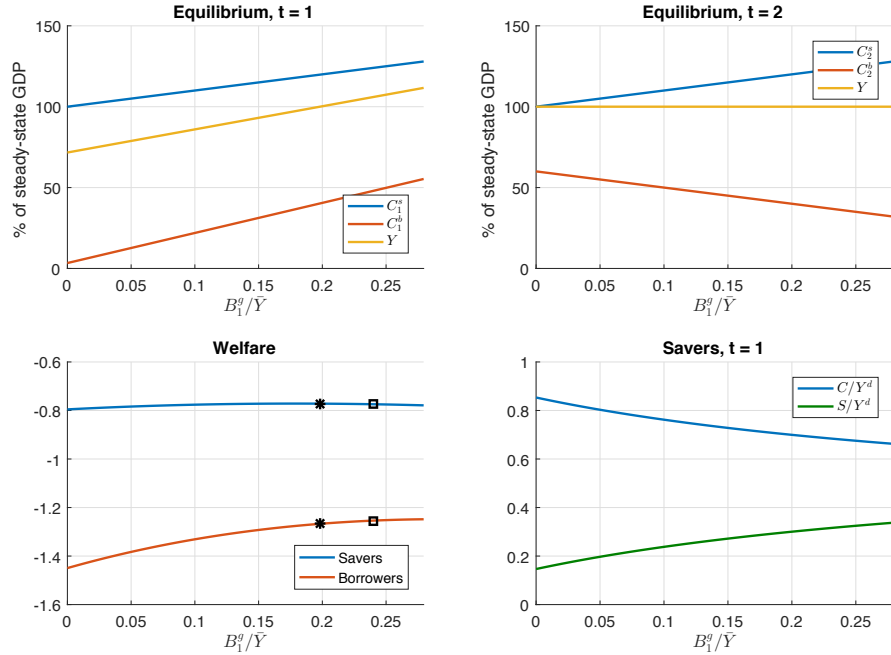 Equilibrium, t = 1
150
100
50
0
% of steady-state GDP
0 0.05 0.1 0.15 0.2 0.25
$B_1^g/\bar{Y}$
$C_1^s$
$C_1^b$
$Y$
Equilibrium, t = 2
150
100
50
0
% of steady-state GDP
0 0.05 0.1 0.15 0.2 0.25
$B_1^g/\bar{Y}$
$C_2^s$
$C_2^b$
$Y$
Welfare
-0.6
-0.8
-1
-1.2
-1.4
-1.6
0 0.05 0.1 0.15 0.2 0.25
$B_1^g/\bar{Y}$
Savers
Borrowers
Savers, t = 1
1
0.8
0.6
0.4
0.2
0
0 0.05 0.1 0.15 0.2 0.25
$B_1^g/\bar{Y}$
$C/Y^d$
$S/Y^d$